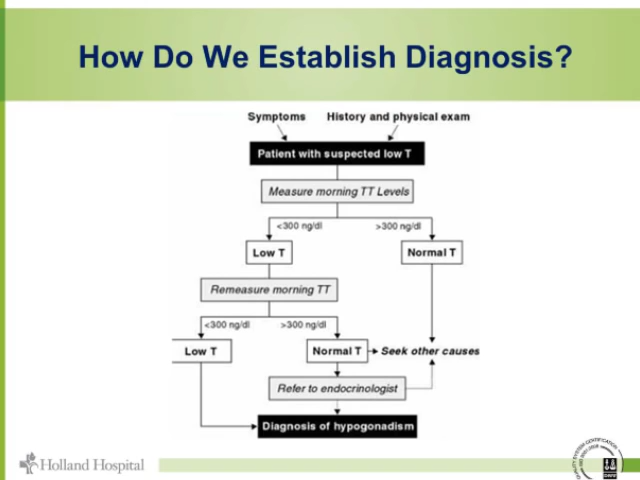 How Do We Establish Diagnosis?
Symptoms History and physical exam
Patient with suspected low T
Measure morning TT Levels
<300 ng/dl >300 ng/dl
Low T Normal T
Remeasure morning TT
<300 ng/dl >300 ng/dl
Low T Normal T Seek other causes
Refer to endocrinologist
Diagnosis of hypogonadism
Holland Hospital